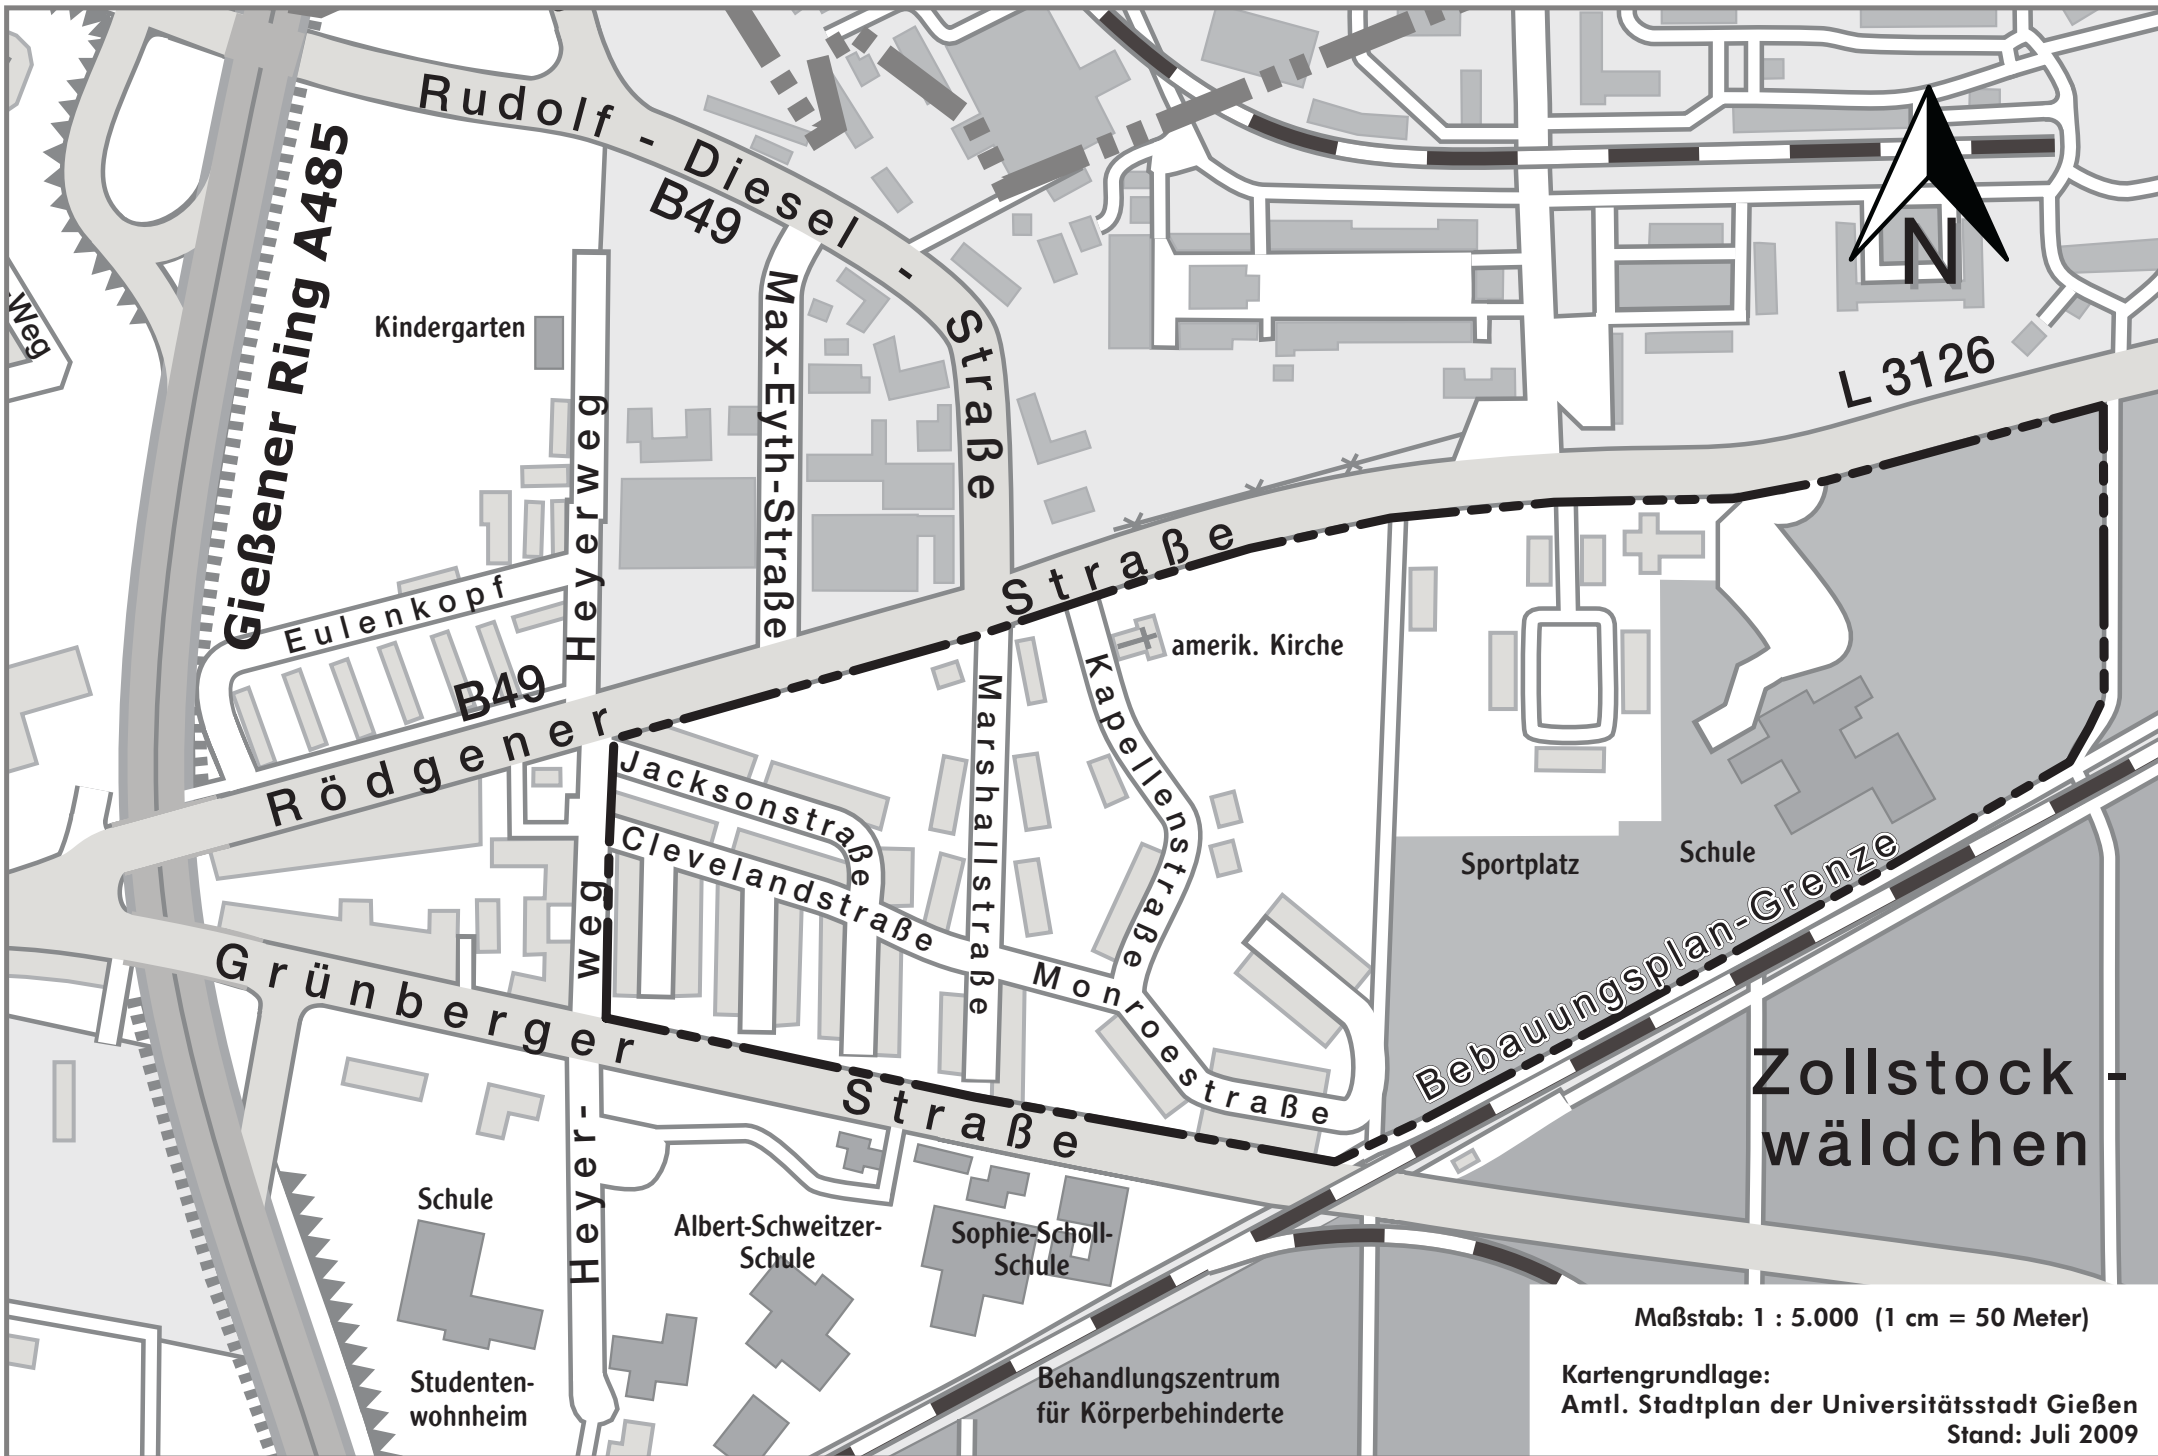 Rudolf - Diesel - Straße
B49
Gießener Ring A485
-Weg
Kindergarten
Max-Eyth-Straße
Heyerweg
N
L 3126
Eulenkopf
B49
Rödgener Straße
amerik. Kirche
Marshallstraße
Kapellenstraße
Jacksonstraße
Clevelandstraße
Monroestraße
Sportplatz
Schule
Bebauungsplan-Grenze
Grünberger Straße
Heyer-
weg
Zollstock -
wäldchen
Schule
Albert-Schweitzer-
Schule
Sophie-Scholl-
Schule
Studenten-
wohnheim
Behandlungszentrum
für Körperbehinderte
Maßstab: 1 : 5.000 (1 cm = 50 Meter)
Kartengrundlage:
Amtl. Stadtplan der Universitätsstadt Gießen
Stand: Juli 2009